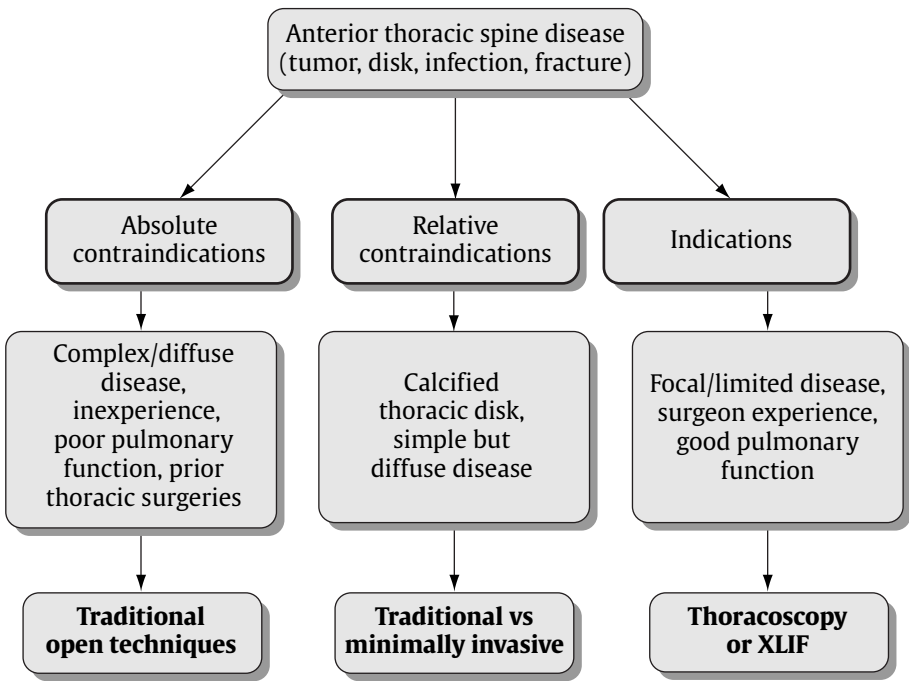 Anterior thoracic spine disease
(tumor, disk, infection, fracture)
Absolute
contraindications
Relative
contraindications
Indications
Complex/diffuse
disease,
inexperience,
poor pulmonary
function, prior
thoracic surgeries
Calcified
thoracic disk,
simple but
diffuse disease
Focal/limited disease,
surgeon experience,
good pulmonary
function
Traditional
open techniques
Traditional vs
minimally invasive
Thoracoscopy
or XLIF